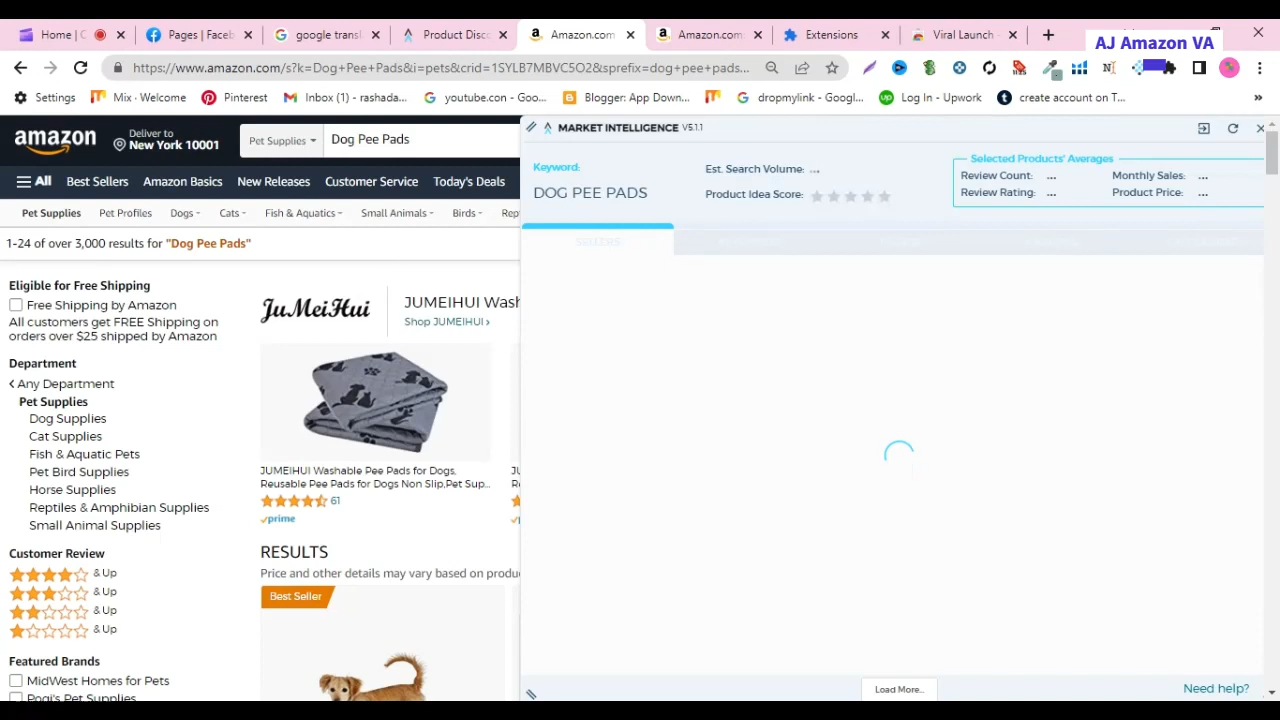 Home | C
Pages | Faceb
google transl
Product Disco
Amazon.com
Amazon.com
Extensions
Viral Launch
AJ Amazon VA
https://www.amazon.com/s?k=Dog+Pee+Pads&i=pets&crid=1SYLB7MBVC5O2&sprefix=dog+pee+pads...
Settings
Mix · Welcome
Pinterest
Inbox (1) - rashada...
youtube.con - Goo...
Blogger: App Down...
dropmylink - Googl...
Log In - Upwork
create account on T...
»
amazon
Deliver to
New York 10001
Pet Supplies
Dog Pee Pads
All
Best Sellers
Amazon Basics
New Releases
Customer Service
Today's Deals
Pet Supplies
Pet Profiles
Dogs
Cats
Fish & Aquatics
Small Animals
Birds
Rep
1-24 of over 3,000 results for "Dog Pee Pads"
Eligible for Free Shipping
Free Shipping by Amazon
All customers get FREE Shipping on
orders over $25 shipped by Amazon
Department
Any Department
Pet Supplies
Dog Supplies
Cat Supplies
Fish & Aquatic Pets
Pet Bird Supplies
Horse Supplies
Reptiles & Amphibian Supplies
Small Animal Supplies
Customer Review
& Up
& Up
& Up
& Up
Featured Brands
MidWest Homes for Pets
Pogi's Pet Supplies
JuMeiHui
JUMEIHUI Wash
Shop JUMEIHUI ›
JUMEIHUI Washable Pee Pads for Dogs,
Reusable Pee Pads for Dogs Non Slip,Pet Sup...
61
prime
RESULTS
Price and other details may vary based on produc
Best Seller
MARKET INTELLIGENCE V5.1.1
Keyword:
DOG PEE PADS
Est. Search Volume: ...
Product Idea Score:
Selected Products' Averages
Review Count: ...
Monthly Sales: ...
Review Rating: ...
Product Price: ...
Load More...
Need help?